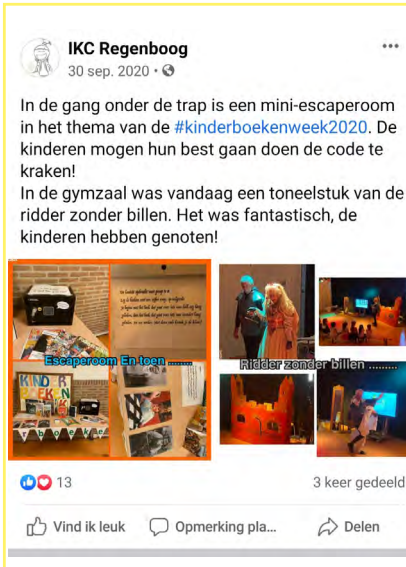 IKC Regenboog
30 sep. 2020
In de gang onder de trap is een mini-escaperoom
in het thema van de #kinderboekenweek2020. De
kinderen mogen hun best gaan doen de code te
kraken!
In de gymzaal was vandaag een toneelstuk van de
ridder zonder billen. Het was fantastisch, de
kinderen hebben genoten!
Escaperoom En toen ........
Ridder zonder billen .........
KINDER
BOEKEN
13
3 keer gedeeld
Vind ik leuk
Opmerking pla...
Delen